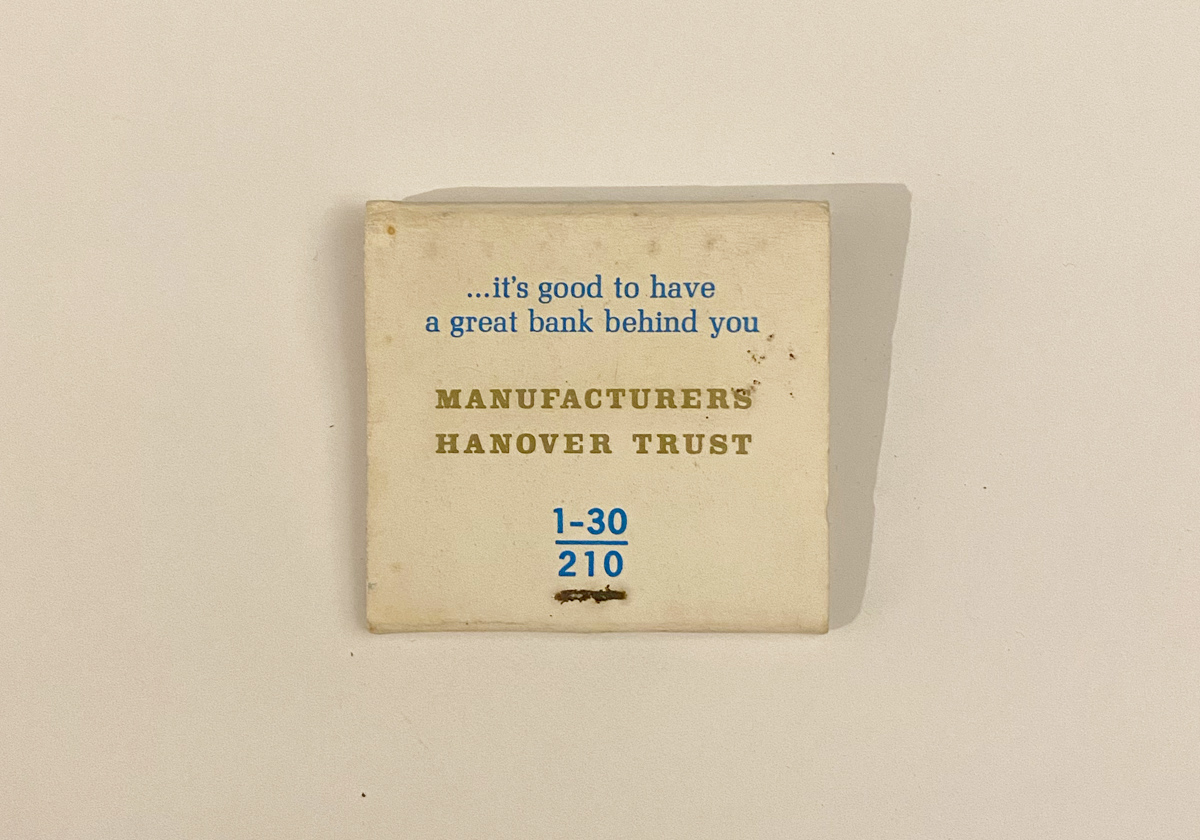 ...it's good to have
a great bank behind you
MANUFACTURERS
HANOVER TRUST
1-30
210